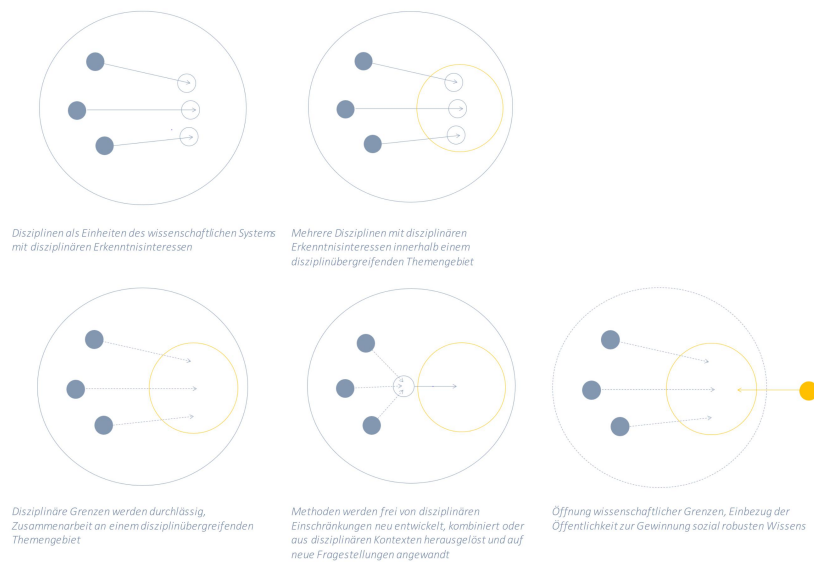 Disziplinen als Einheiten des wissenschaftlichen Systems
mit disziplinären Erkenntnisinteressen
Mehrere Disziplinen mit disziplinären
Erkenntnisinteressen innerhalb einem
disziplinübergreifenden Themengebiet
Disziplinäre Grenzen werden durchlässig,
Zusammenarbeit an einem disziplinübergreifenden
Themengebiet
Methoden werden frei von disziplinären
Einschränkungen neu entwickelt, kombiniert oder
aus disziplinären Kontexten herausgelöst und auf
neue Fragestellungen angewandt
Öffnung wissenschaftlicher Grenzen, Einbezug der
Öffentlichkeit zur Gewinnung sozial robusten Wissens